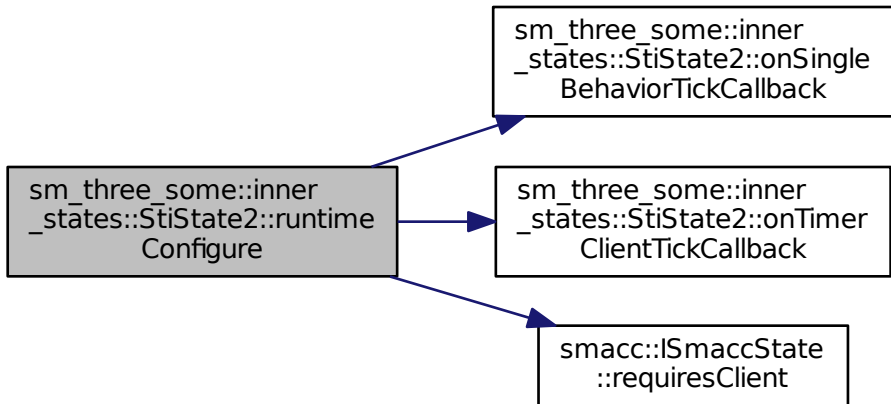 sm_three_some::inner
_states::StiState2::runtime
Configure
sm_three_some::inner
_states::StiState2::onSingle
BehaviorTickCallback
sm_three_some::inner
_states::StiState2::onTimer
ClientTickCallback
smacc::ISmaccState
::requiresClient